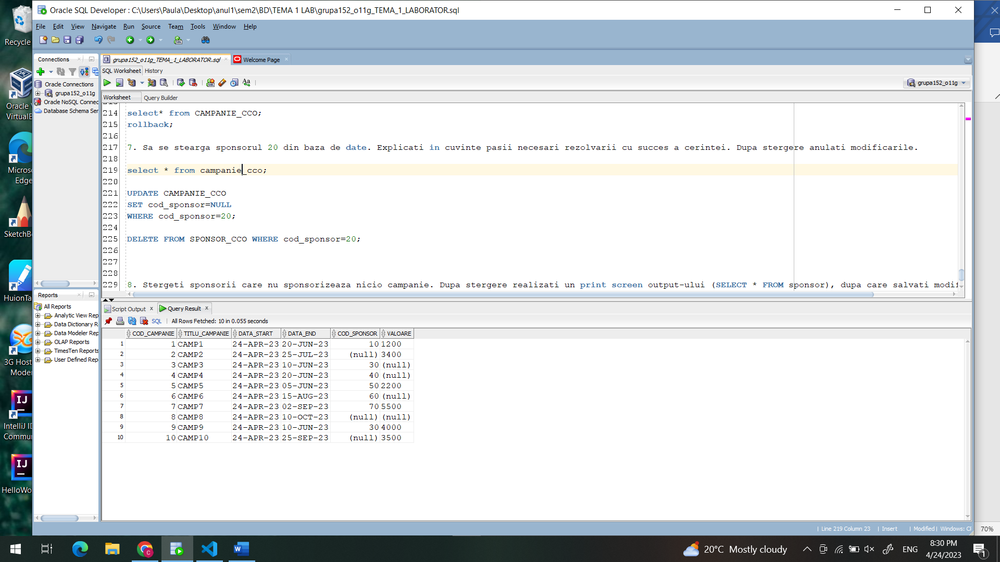 Oracle SQL Developer : C:\Users\Paula\Desktop\anul1\sem2\BD\TEMA 1 LAB\grupa152_o11g_TEMA_1_LABORATOR.sql
File Edit View Navigate Run Source Team Tools Window Help
Connections
grupa152_o11g_TEMA_1_LABORATOR.sql
Welcome Page
SQL Worksheet History
grupa152_o11g
Worksheet Query Builder
Oracle Connections
grupa152_o11g
Oracle NoSQL Connec
Database Schema Ser
214 select* from CAMPANIE_CCO;
215 rollback;
216
217 7. Sa se stearga sponsorul 20 din baza de date. Explicati in cuvinte pasii necesari rezolvarii cu succes a cerintei. Dupa stergere anulati modificarile.
218
219 select * from campanie_cco;
220
221 UPDATE CAMPANIE_CCO
222 SET cod_sponsor=NULL
223 WHERE cod_sponsor=20;
224
225 DELETE FROM SPONSOR_CCO WHERE cod_sponsor=20;
226
227
228
229 8. Stergeti sponsorii care nu sponsorizeaza nicio campanie. Dupa stergere realizati un print screen output-ului (SELECT * FROM sponsor), dupa care salvati modif
Reports
All Reports
Analytic View Rep
Data Dictionary R
Data Modeler Rep
OLAP Reports
TimesTen Reports
User Defined Rep
Script Output Query Result
SQL All Rows Fetched: 10 in 0.055 seconds
COD_CAMPANIE TITLU_CAMPANIE DATA_START DATA_END COD_SPONSOR VALOARE
1 1 CAMP1 24-APR-23 20-JUN-23 10 1200
2 2 CAMP2 24-APR-23 25-JUL-23 (null) 3400
3 3 CAMP3 24-APR-23 10-JUN-23 30 (null)
4 4 CAMP4 24-APR-23 20-JUN-23 40 (null)
5 5 CAMP5 24-APR-23 05-JUN-23 50 2200
6 6 CAMP6 24-APR-23 15-AUG-23 60 (null)
7 7 CAMP7 24-APR-23 02-SEP-23 70 5500
8 8 CAMP8 24-APR-23 10-OCT-23 (null) (null)
9 9 CAMP9 24-APR-23 10-JUN-23 30 4000
10 10 CAMP10 24-APR-23 25-SEP-23 (null) 3500
Line 219 Column 23 Insert Modified Windows: CR
70%
Recycle
Oracle
VirtualB
Micros
Edge
SketchB
HuionTa
3G Host
Mode
IntelliJ ID
Commu
HelloWo
20°C Mostly cloudy
ENG
8:30 PM
4/24/2023
1